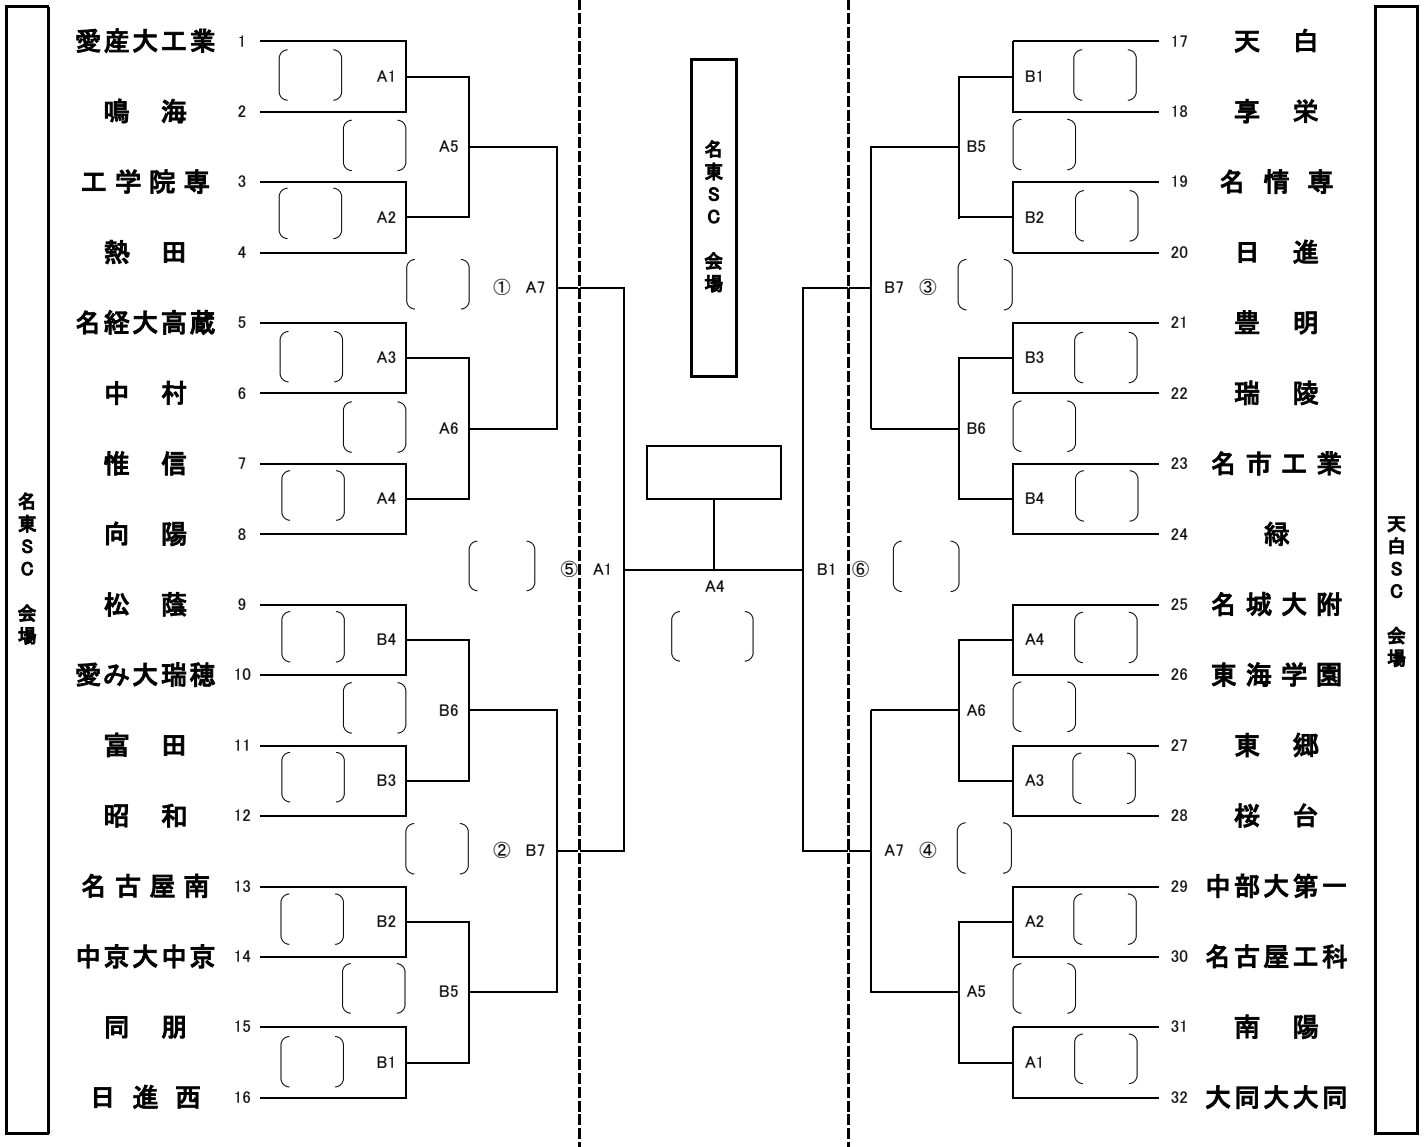 名東SC 会場
愛産大工業 1
A1
鳴海 2
A5
工学院専 3
A2
熱田 4
① A7
名経大高蔵 5
A3
中村 6
A6
惟信 7
A4
向陽 8
⑤ A1
松蔭 9
B4
愛み大瑞穂 10
B6
富田 11
B3
昭和 12
② B7
名古屋南 13
B2
中京大中京 14
B5
同朋 15
B1
日進西 16
名東SC 会場
A4
17 天白
B1
18 享栄
B5
19 名情専
B2
20 日進
B7 ③
21 豊明
B3
22 瑞陵
B6
23 名市工業
B4
24 緑
B1 ⑥
25 名城大附
A4
26 東海学園
A6
27 東郷
A3
28 桜台
A7 ④
29 中部大第一
A2
30 名古屋工科
A5
31 南陽
A1
32 大同大大同
天白SC 会場